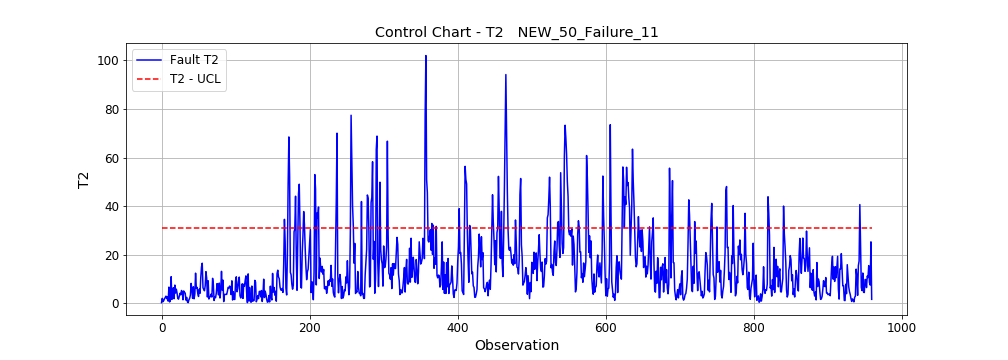 Control Chart - T2   NEW_50_Failure_11
Fault T2
T2 - UCL
100
80
60
40
20
0
T2
0 200 400 600 800 1000
Observation